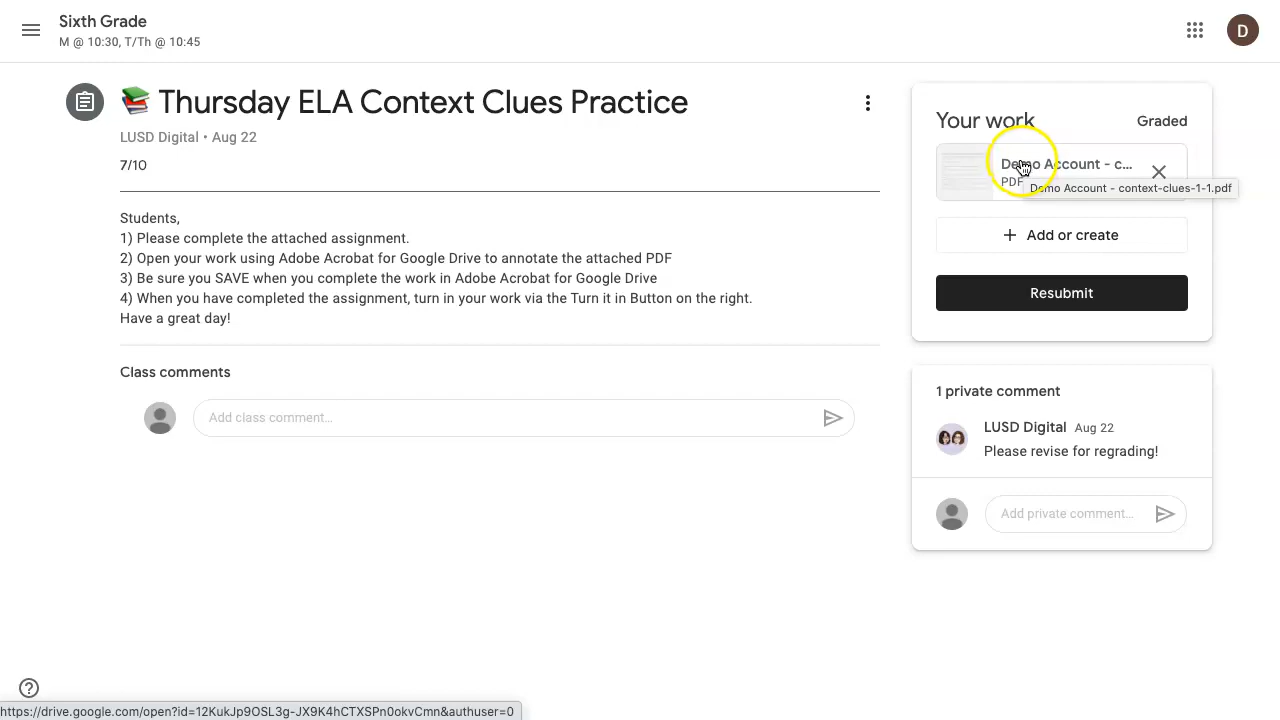 Sixth Grade
M @ 10:30, T/Th @ 10:45
D
📚 Thursday ELA Context Clues Practice
LUSD Digital • Aug 22
7/10
Students,
1) Please complete the attached assignment.
2) Open your work using Adobe Acrobat for Google Drive to annotate the attached PDF
3) Be sure you SAVE when you complete the work in Adobe Acrobat for Google Drive
4) When you have completed the assignment, turn in your work via the Turn it in Button on the right.
Have a great day!
Class comments
Add class comment…
Your work
Graded
Demo Account - c...
PDF
Demo Account - context-clues-1-1.pdf
+ Add or create
Resubmit
1 private comment
LUSD Digital Aug 22
Please revise for regrading!
Add private comment…
https://drive.google.com/open?id=12KukJp9OSL3g-JX9K4hCTXSPn0okvCmn&authuser=0